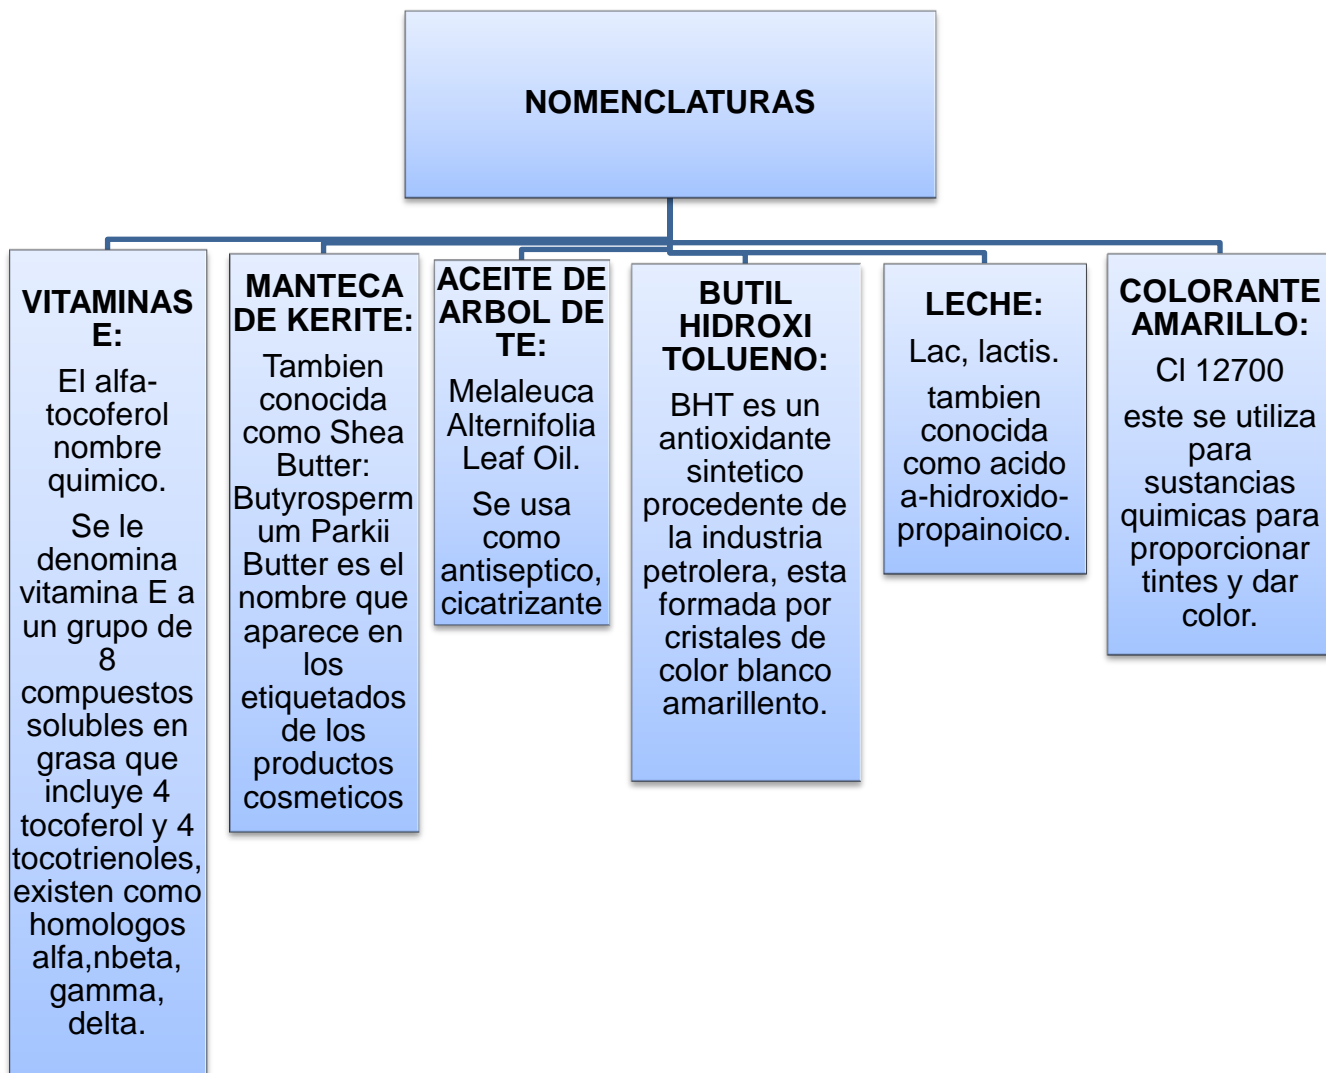 NOMENCLATURAS
VITAMINAS
E:
El alfa-
tocoferol
nombre
quimico.
Se le
denomina
vitamina E a
un grupo de
8
compuestos
solubles en
grasa que
incluye 4
tocoferol y 4
tocotrienoles,
existen como
homologos
alfa,nbeta,
gamma,
delta.
MANTECA
DE KERITE:
Tambien
conocida
como Shea
Butter:
Butyrosperm
um Parkii
Butter es el
nombre que
aparece en
los
etiquetados
de los
productos
cosmeticos
ACEITE DE
ARBOL DE
TE:
Melaleuca
Alternifolia
Leaf Oil.
Se usa
como
antiseptico,
cicatrizante
BUTIL
HIDROXI
TOLUENO:
BHT es un
antioxidante
sintetico
procedente de
la industria
petrolera, esta
formada por
cristales de
color blanco
amarillento.
LECHE:
Lac, lactis.
tambien
conocida
como acido
a-hidroxido-
propainoico.
COLORANTE
AMARILLO:
Cl 12700
este se utiliza
para
sustancias
quimicas para
proporcionar
tintes y dar
color.